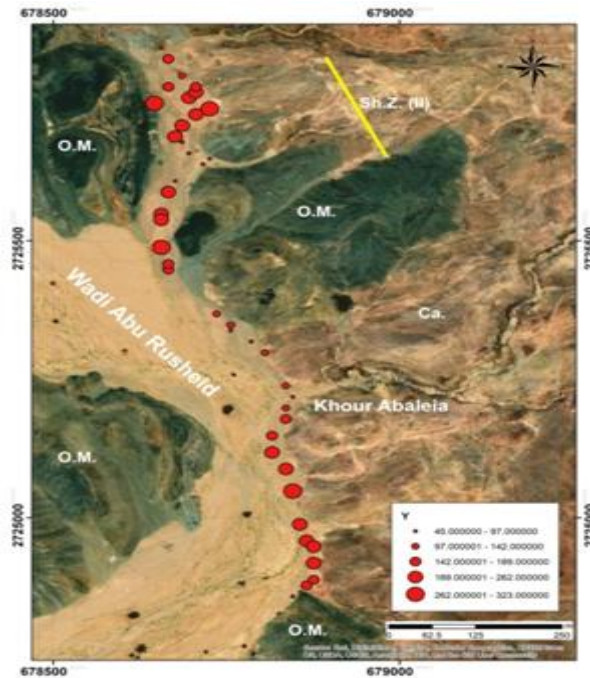 678500
679000
Sh.Z. (II)
O.M.
O.M.
2725500
2725500
Wadi Abu Rusheid
Ca.
Khour Abaleia
O.M.
Y
40.000000 - 97.000000
97.000001 - 142.000000
2725000
142.000001 - 189.000000
2725000
189.000001 - 262.000000
262.000001 - 323.000000
O.M.
0 62.5 125 250
678500
679000